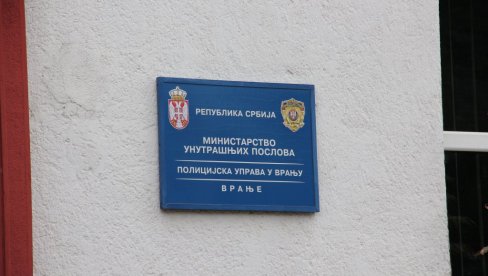 РЕПУБЛИКА СРБИЈА
МИНИСТАРСТВО
УНУТРАШЊИХ ПОСЛОВА
ПОЛИЦИЈСКА УПРАВА У ВРАЊУ
ВРАЊЕ